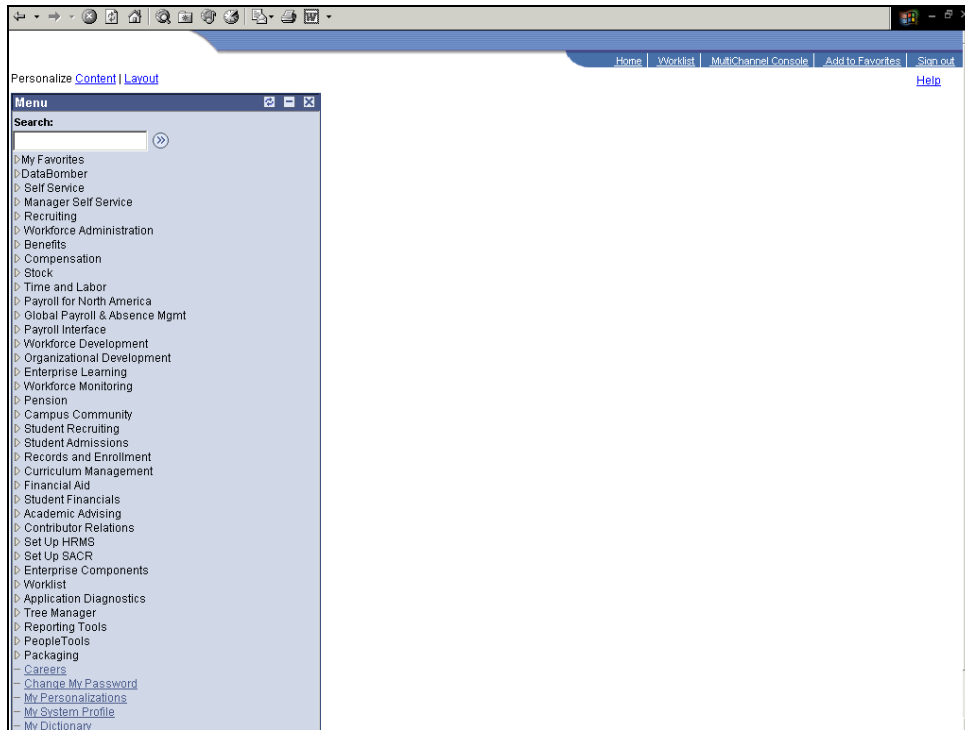 Home | Worklist | MultiChannel Console | Add to Favorites | Sign out
Personalize Content | Layout
Help
Menu
Search:
My Favorites
DataBomber
Self Service
Manager Self Service
Recruiting
Workforce Administration
Benefits
Compensation
Stock
Time and Labor
Payroll for North America
Global Payroll & Absence Mgmt
Payroll Interface
Workforce Development
Organizational Development
Enterprise Learning
Workforce Monitoring
Pension
Campus Community
Student Recruiting
Student Admissions
Records and Enrollment
Curriculum Management
Financial Aid
Student Financials
Academic Advising
Contributor Relations
Set Up HRMS
Set Up SACR
Enterprise Components
Worklist
Application Diagnostics
Tree Manager
Reporting Tools
PeopleTools
Packaging
– Careers
– Change My Password
– My Personalizations
– My System Profile
– My Dictionary